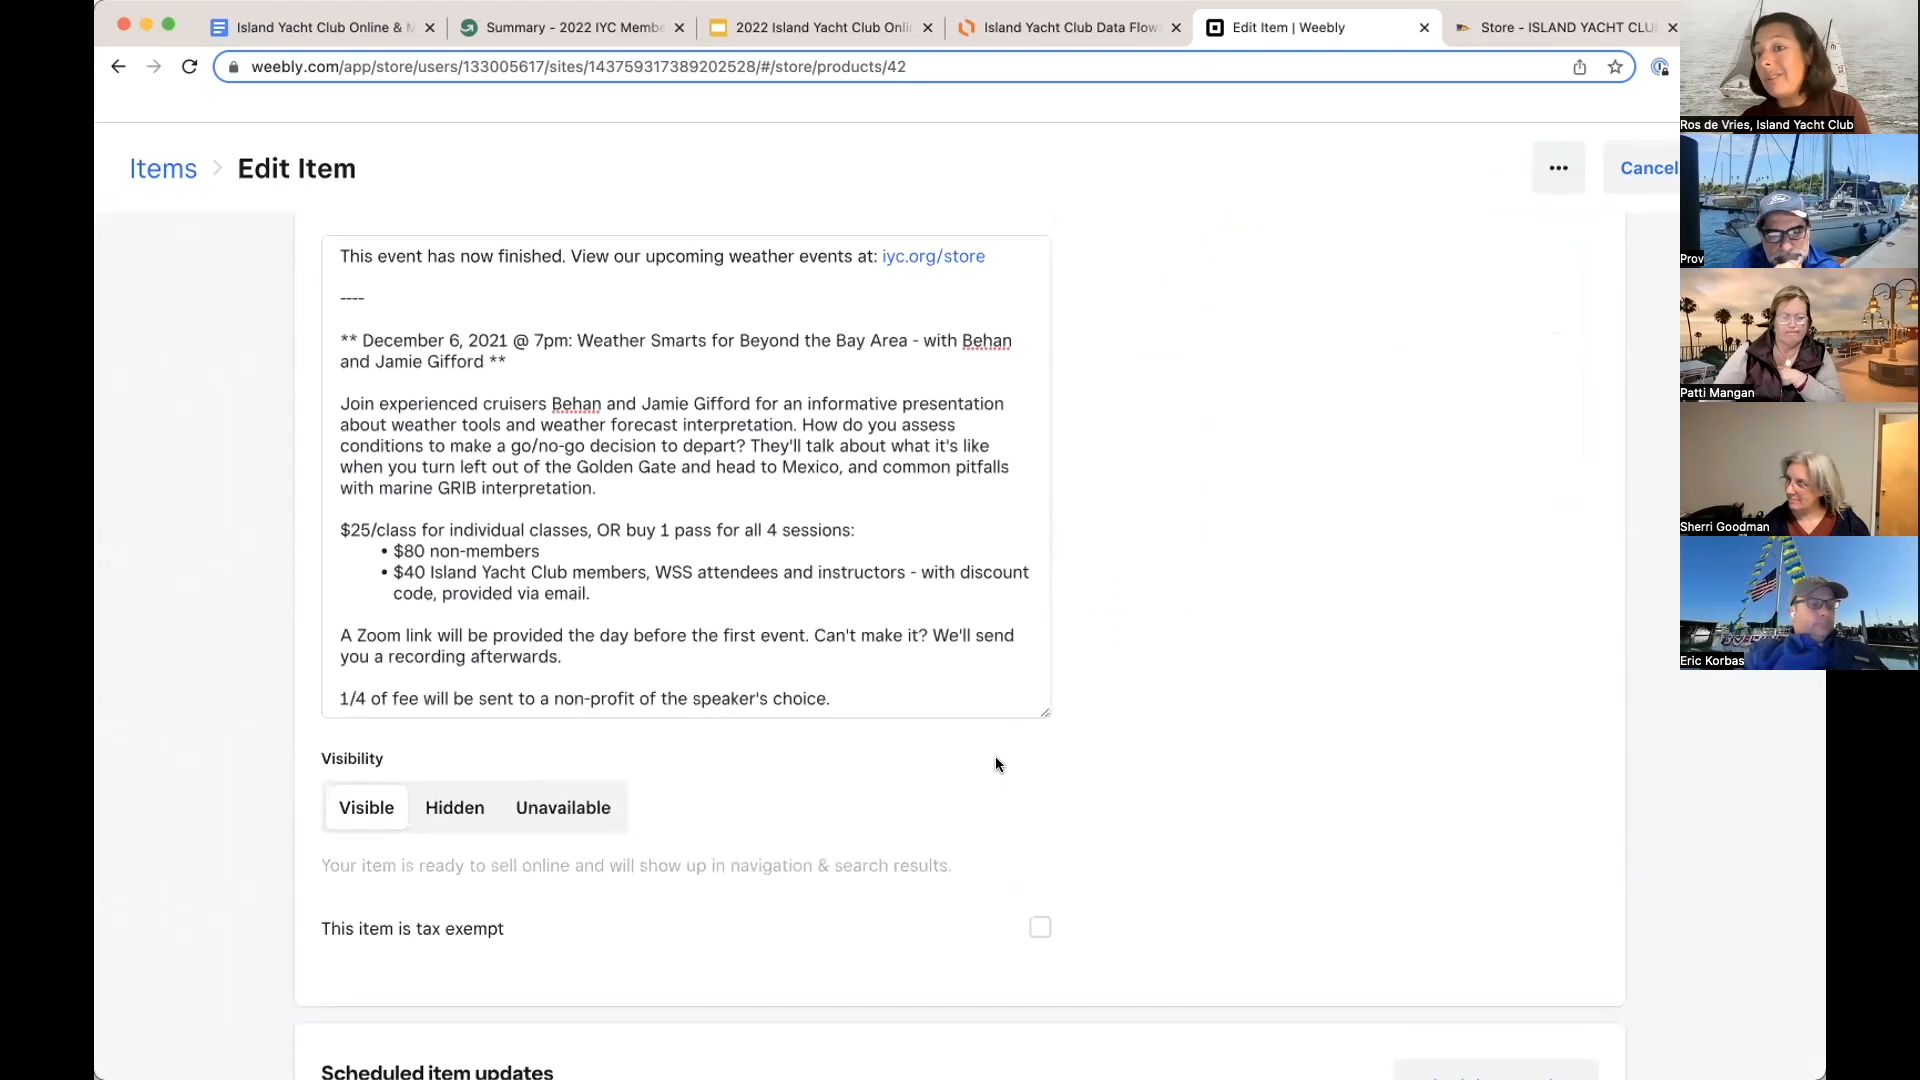 Island Yacht Club Online & M
Summary - 2022 IYC Membe
2022 Island Yacht Club Onli
Island Yacht Club Data Flow
Edit Item | Weebly
Store - ISLAND YACHT CLU
weebly.com/app/store/users/133005617/sites/143759317389202528/#/store/products/42
Items > Edit Item
Cancel
This event has now finished. View our upcoming weather events at: iyc.org/store
----
** December 6, 2021 @ 7pm: Weather Smarts for Beyond the Bay Area - with Behan
and Jamie Gifford **
Join experienced cruisers Behan and Jamie Gifford for an informative presentation
about weather tools and weather forecast interpretation. How do you assess
conditions to make a go/no-go decision to depart? They'll talk about what it's like
when you turn left out of the Golden Gate and head to Mexico, and common pitfalls
with marine GRIB interpretation.
$25/class for individual classes, OR buy 1 pass for all 4 sessions:
• $80 non-members
• $40 Island Yacht Club members, WSS attendees and instructors - with discount
code, provided via email.
A Zoom link will be provided the day before the first event. Can't make it? We'll send
you a recording afterwards.
1/4 of fee will be sent to a non-profit of the speaker's choice.
Visibility
Visible Hidden Unavailable
Your item is ready to sell online and will show up in navigation & search results.
This item is tax exempt
Scheduled item updates
Ros de Vries, Island Yacht Club
Prov
Patti Mangan
Sherri Goodman
Eric Korbas